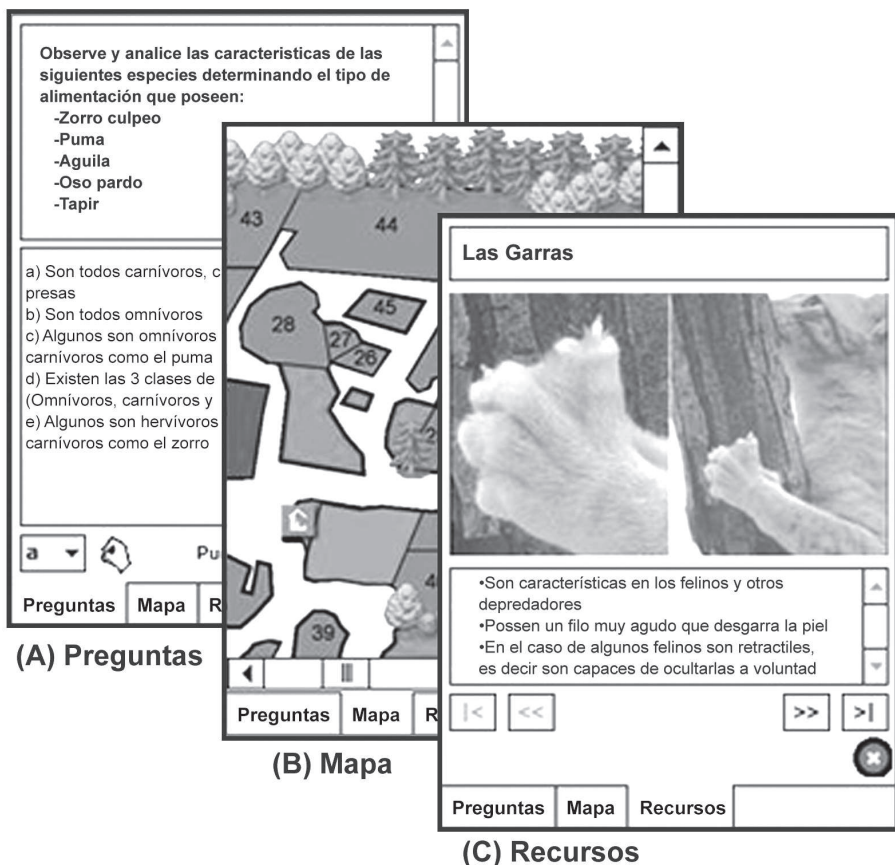 Observe y analice las caracteristicas de las
siguientes especies determinando el tipo de
alimentación que poseen:
-Zorro culpeo
-Puma
-Aguila
-Oso pardo
-Tapir
a) Son todos carnívoros, c
presas
b) Son todos omnívoros
c) Algunos son omnívoros
carnívoros como el puma
d) Existen las 3 clases de
(Omnívoros, carnívoros y
e) Algunos son hervívoros
carnívoros como el zorro
a
Pu
Preguntas Mapa R
(A) Preguntas
43
44
45
28
27
26
39
Preguntas Mapa R
(B) Mapa
Las Garras
•Son características en los felinos y otros
depredadores
•Possen un filo muy agudo que desgarra la piel
•En el caso de algunos felinos son retractiles,
es decir son capaces de ocultarlas a voluntad
|< << >> >|
Preguntas Mapa Recursos
(C) Recursos